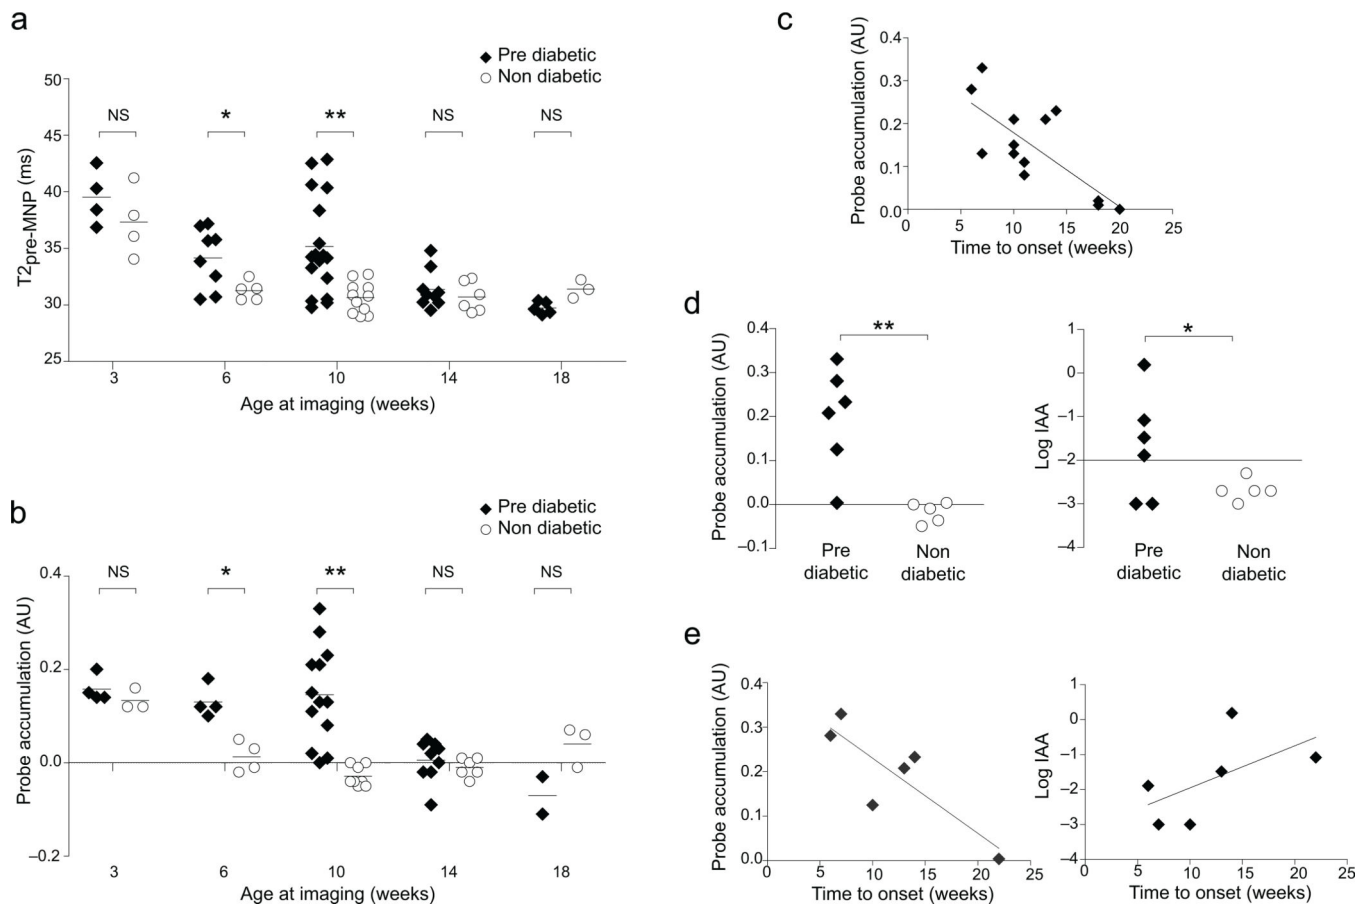 a
◆ Pre diabetic
○ Non diabetic
T2pre-MNP (ms)
50
45
40
35
30
25
NS * ** NS NS
3 6 10 14 18
Age at imaging (weeks)
b
◆ Pre diabetic
○ Non diabetic
Probe accumulation (AU)
0.4
0.2
0.0
–0.2
NS * ** NS NS
3 6 10 14 18
Age at imaging (weeks)
c
Probe accumulation (AU)
0.4
0.3
0.2
0.1
0.0
0 5 10 15 20 25
Time to onset (weeks)
d
Probe accumulation (AU)
0.4
0.3
0.2
0.1
0.0
–0.1
**
Pre Non
diabetic diabetic
Log IAA
1
0
–1
–2
–3
–4
*
Pre Non
diabetic diabetic
e
Probe accumulation (AU)
0.4
0.3
0.2
0.1
0.0
0 5 10 15 20 25
Time to onset (weeks)
Log IAA
1
0
–1
–2
–3
–4
0 5 10 15 20 25
Time to onset (weeks)